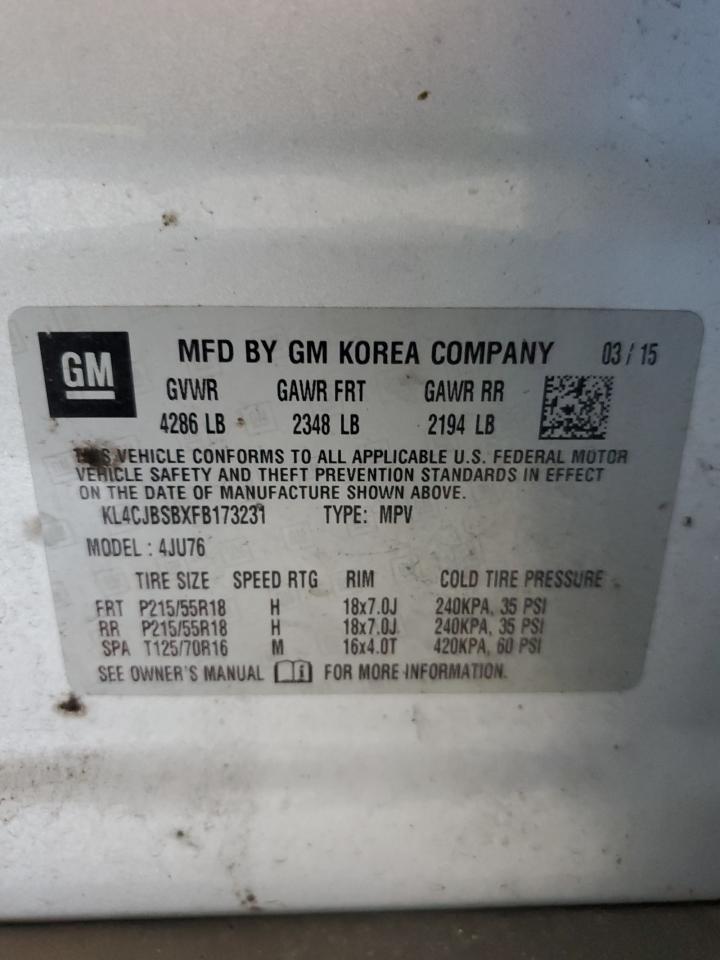 GM
MFD BY GM KOREA COMPANY 03 / 15
GVWR GAWR FRT GAWR RR
4286 LB 2348 LB 2194 LB
THIS VEHICLE CONFORMS TO ALL APPLICABLE U.S. FEDERAL MOTOR
VEHICLE SAFETY AND THEFT PREVENTION STANDARDS IN EFFECT
ON THE DATE OF MANUFACTURE SHOWN ABOVE.
KL4CJBSBXFB173231 TYPE: MPV
MODEL : 4JU76
TIRE SIZE SPEED RTG RIM COLD TIRE PRESSURE
FRT P215/55R18 H 18x7.0J 240KPA, 35 PSI
RR P215/55R18 H 18x7.0J 240KPA, 35 PSI
SPA T125/70R16 M 16x4.0T 420KPA, 60 PSI
SEE OWNER'S MANUAL i FOR MORE INFORMATION.